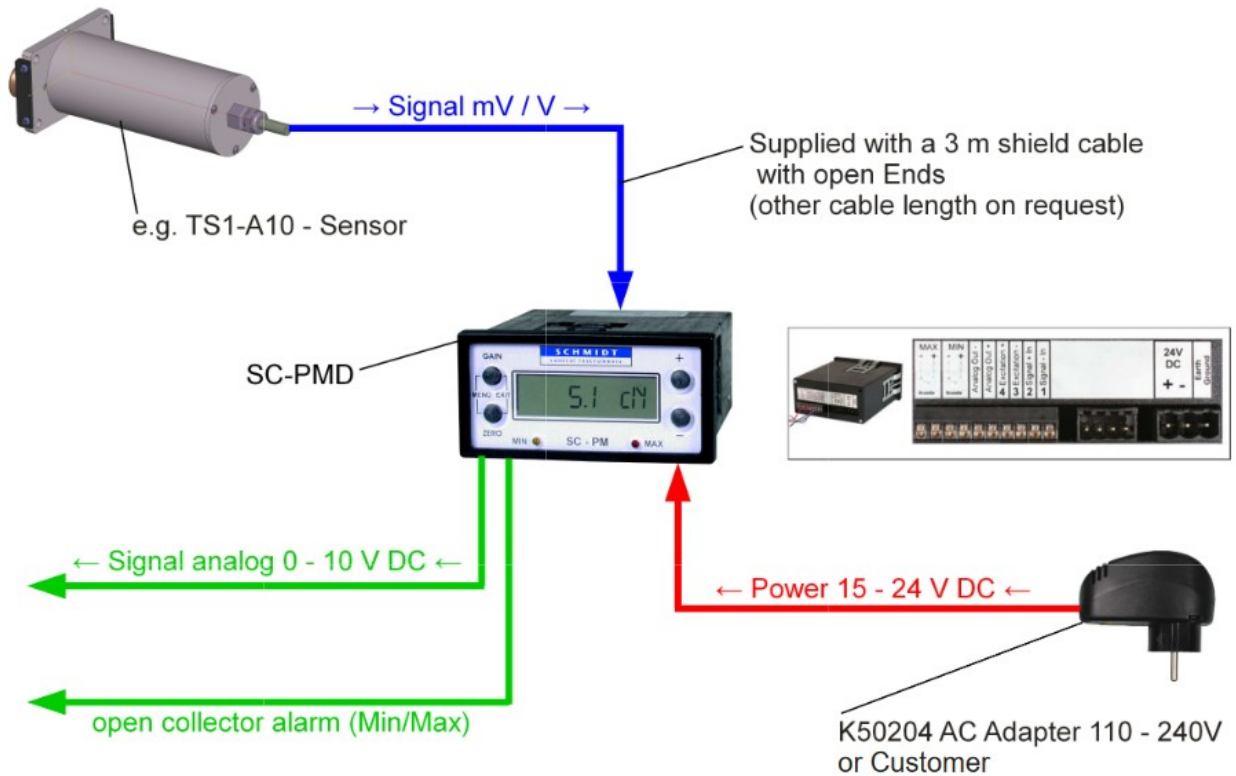 → Signal mV / V →
Supplied with a 3 m shield cable
with open Ends
(other cable length on request)
e.g. TS1-A10 - Sensor
SC-PMD
GAIN
SCHMIDT
control instruments
+
MENU EXIT
5.1 cN
ZERO
-
MIN
SC - PM
MAX
MAX
- +
MIN
- +
Analog Out -
Analog Out +
4 Excitation -
3 Excitation +
2 Signal + In
1 Signal - In
24V
DC
+ -
Earth
Ground
← Signal analog 0 - 10 V DC ←
← Power 15 - 24 V DC ←
open collector alarm (Min/Max)
K50204 AC Adapter 110 - 240V
or Customer